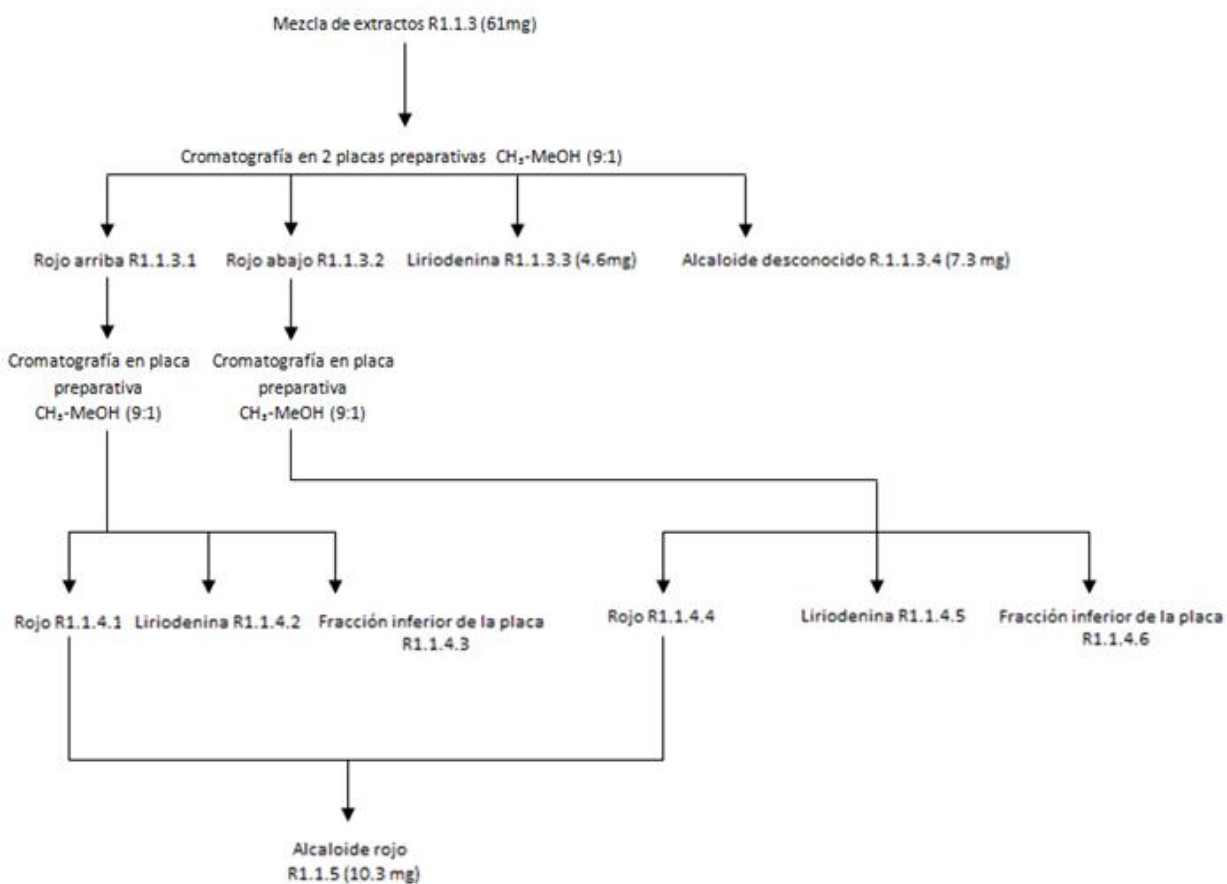 Mezcla de extractos R1.1.3 (61mg)
Cromatografía en 2 placas preparativas CH₃-MeOH (9:1)
Rojo arriba R1.1.3.1
Rojo abajo R1.1.3.2
Liriodenina R1.1.3.3 (4.6mg)
Alcaloide desconocido R.1.1.3.4 (7.3 mg)
Cromatografía en placa
preparativa
CH₃-MeOH (9:1)
Cromatografía en placa
preparativa
CH₃-MeOH (9:1)
Rojo R1.1.4.1
Liriodenina R1.1.4.2
Fracción inferior de la placa
R1.1.4.3
Rojo R1.1.4.4
Liriodenina R1.1.4.5
Fracción inferior de la placa
R1.1.4.6
Alcaloide rojo
R1.1.5 (10.3 mg)